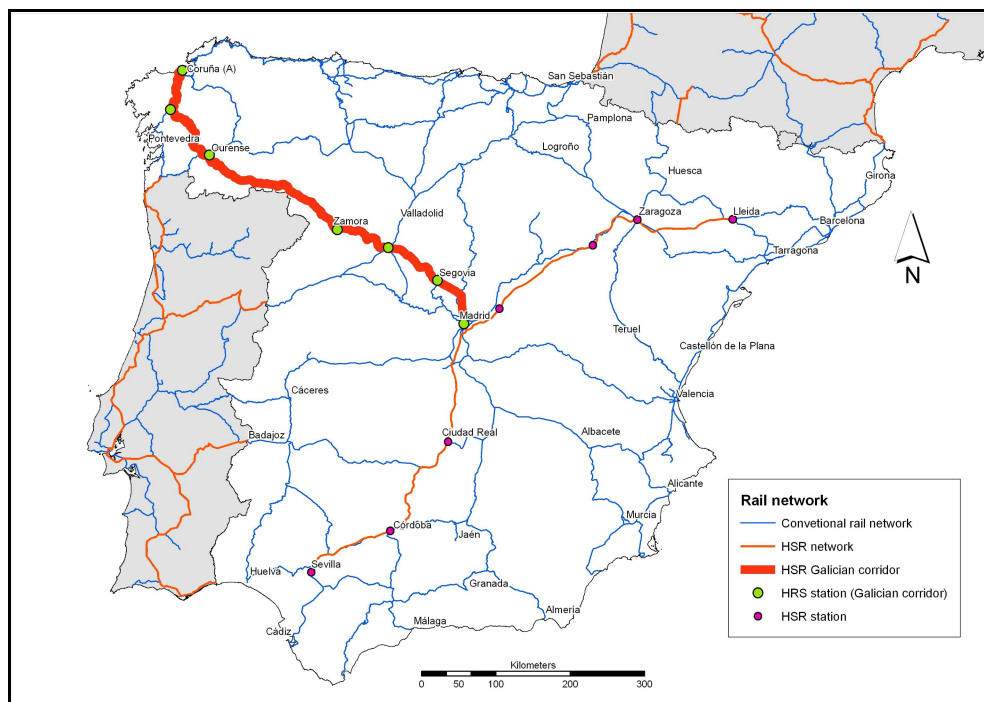 Coruña (A)
San Sebastián
Pamplona
Pontevedra
Ourense
Logroño
Huesca
Girona
Zamora
Valladolid
Zaragoza
Lleida
Barcelona
Tarragona
Segovia
Madrid
Teruel
Castellón de la Plana
Cáceres
Valencia
Badajoz
Ciudad Real
Albacete
Alicante
Murcia
Córdoba
Jaén
Huelva
Sevilla
Granada
Almería
Cádiz
Málaga
N
Rail network
Convetional rail network
HSR network
HSR Galician corridor
HRS station (Galician corridor)
HSR station
Kilometers
0 50 100 200 300